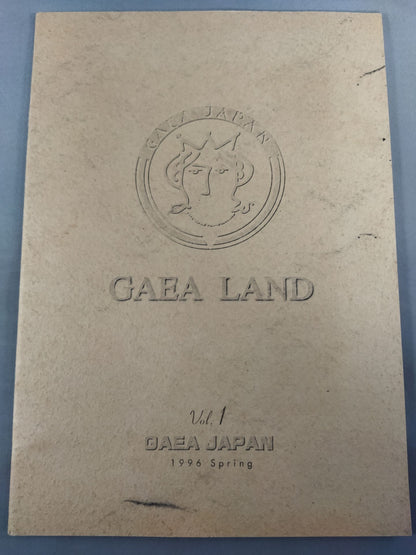 GAEA JAPAN
GAEA LAND
Vol. 1
GAEA JAPAN
1996 Spring